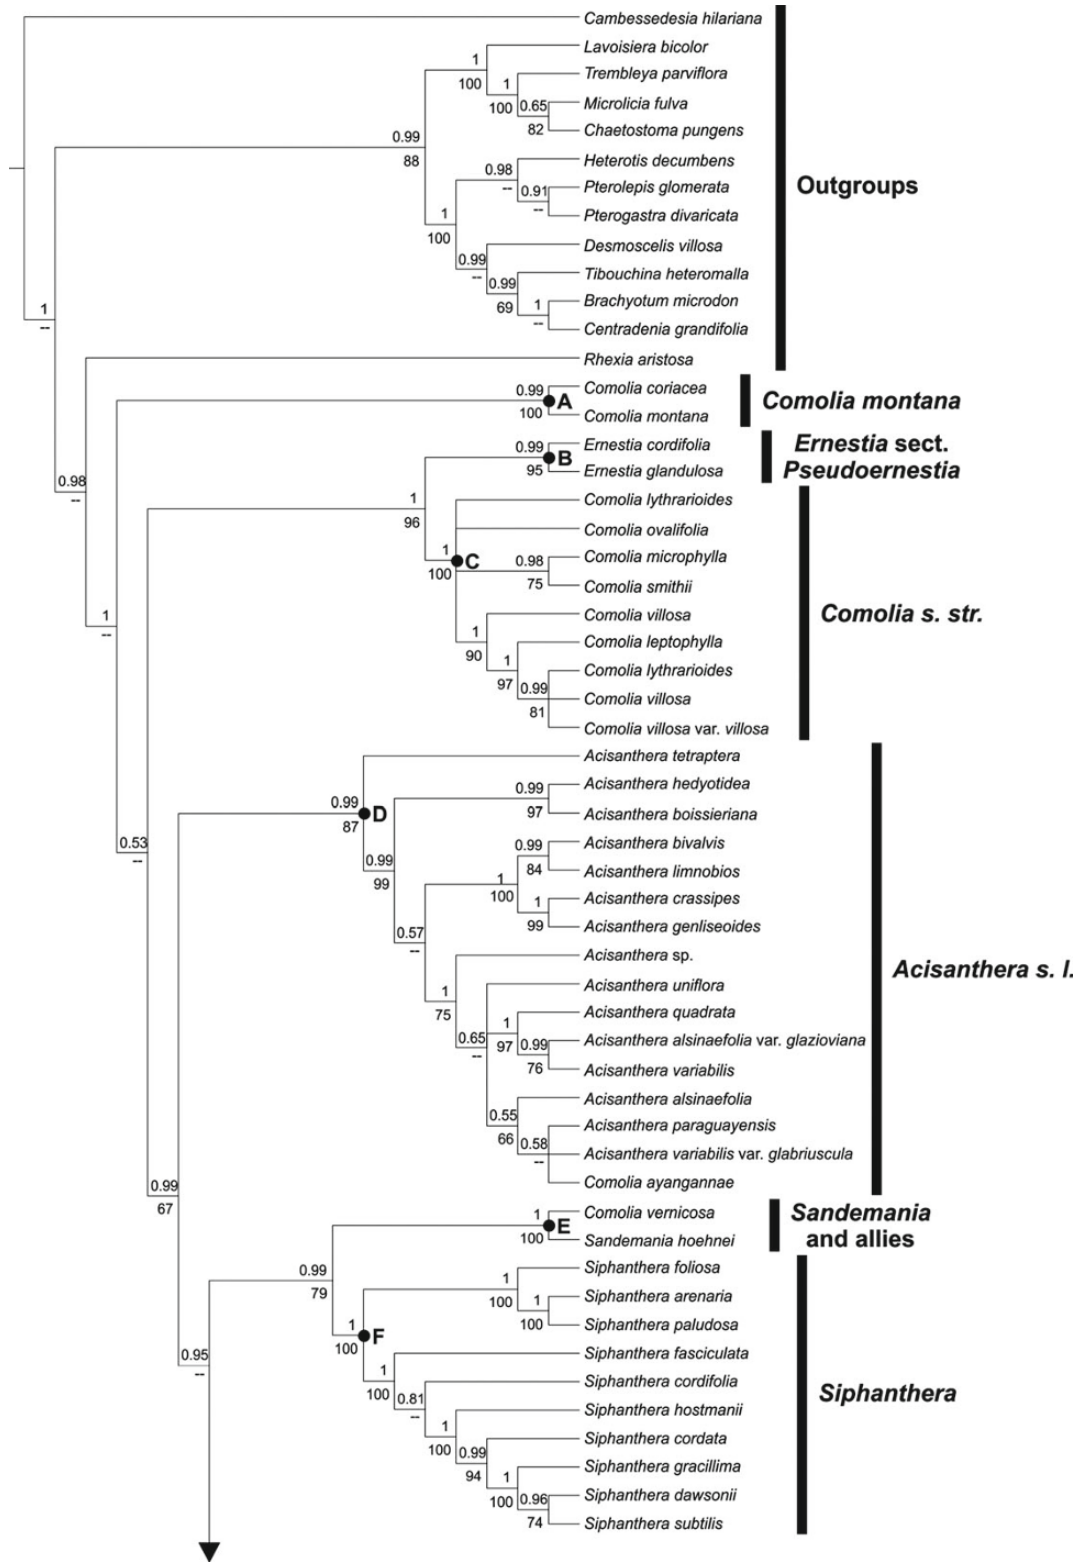 Cambessedesia hilariana
Lavoisiera bicolor
1
100
Trembleya parviflora
1
100
Microlicia fulva
0.65
82
Chaetostoma pungens
0.99
88
Heterotis decumbens
0.98
--
Pterolepis glomerata
0.91
--
Pterogastra divaricata
Outgroups
1
100
Desmoscelis villosa
0.99
--
Tibouchina heteromalla
0.99
69
Brachyotum microdon
1
--
Centradenia grandifolia
1
--
Rhexia aristosa
Comolia coriacea
0.99
100
A
Comolia montana
Comolia montana
Ernestia cordifolia
0.99
95
B
Ernestia glandulosa
Ernestia sect.
Pseudoernestia
0.98
--
1
96
Comolia lythrarioides
Comolia ovalifolia
1
100
C
Comolia microphylla
0.98
75
Comolia smithii
Comolia villosa
Comolia s. str.
1
--
1
90
Comolia leptophylla
1
97
Comolia lythrarioides
0.99
81
Comolia villosa
Comolia villosa var. villosa
Acisanthera tetraptera
Acisanthera hedyotidea
0.99
97
0.99
87
D
Acisanthera boissieriana
0.53
--
Acisanthera bivalvis
0.99
84
0.99
99
Acisanthera limnobios
1
100
Acisanthera crassipes
1
99
Acisanthera genliseoides
0.57
--
Acisanthera sp.
Acisanthera s. l.
Acisanthera uniflora
1
75
Acisanthera quadrata
1
97
0.65
--
Acisanthera alsinaefolia var. glazioviana
0.99
76
Acisanthera variabilis
Acisanthera alsinaefolia
0.55
66
Acisanthera paraguayensis
0.58
--
Acisanthera variabilis var. glabriuscula
Comolia ayangannae
0.99
67
Comolia vernicosa
1
100
E
Sandemania hoehnei
Sandemania
and allies
0.99
79
Siphanthera foliosa
1
100
Siphanthera arenaria
1
100
Siphanthera paludosa
1
100
F
Siphanthera fasciculata
0.95
--
1
100
Siphanthera cordifolia
Siphanthera
0.81
--
Siphanthera hostmanii
1
100
Siphanthera cordata
0.99
94
Siphanthera gracillima
1
100
Siphanthera dawsonii
0.96
74
Siphanthera subtilis